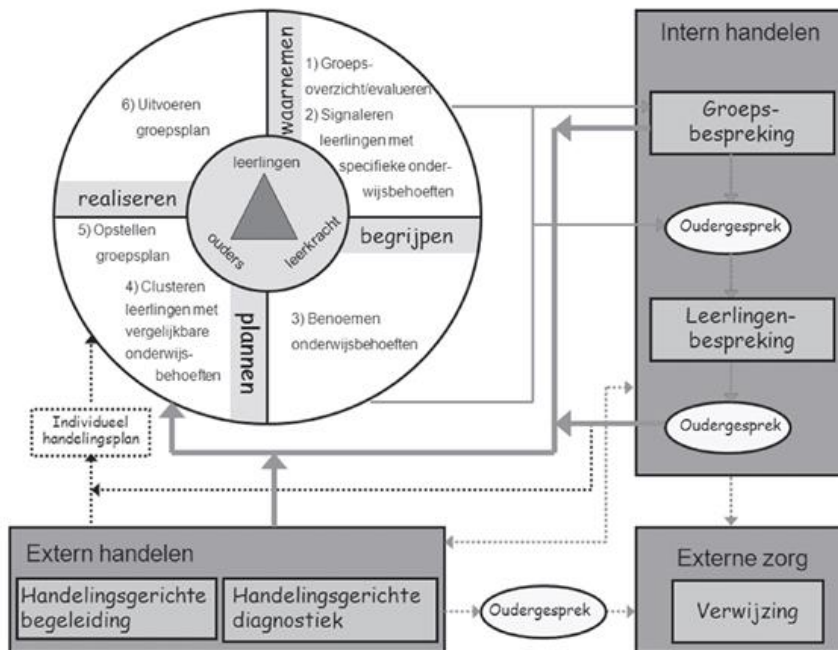 waarnemen
1) Groeps-
overzicht/evalueren
2) Signaleren
leerlingen met
specifieke onder-
wijsbehoeften
begrijpen
3) Benoemen
onderwijsbehoeften
plannen
4) Clusteren
leerlingen met
vergelijkbare
onderwijs-
behoeften
5) Opstellen
groepsplan
realiseren
6) Uitvoeren
groepsplan
leerlingen
ouders
leerkracht
Intern handelen
Groeps-
bespreking
Oudergesprek
Leerlingen-
bespreking
Oudergesprek
Individueel
handelingsplan
Extern handelen
Handelingsgerichte
begeleiding
Handelingsgerichte
diagnostiek
Oudergesprek
Externe zorg
Verwijzing